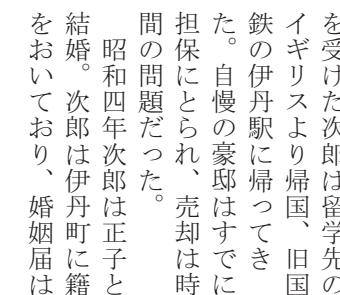 を受けた次郎は留学先の
イギリスより帰国、旧国
鉄の伊丹駅に帰ってき
た。自慢の豪邸はすでに
担保にとられ、売却は時
間の問題だった。
昭和四年次郎は正子と
結婚。次郎は伊丹町に籍
をおいており、婚姻届は